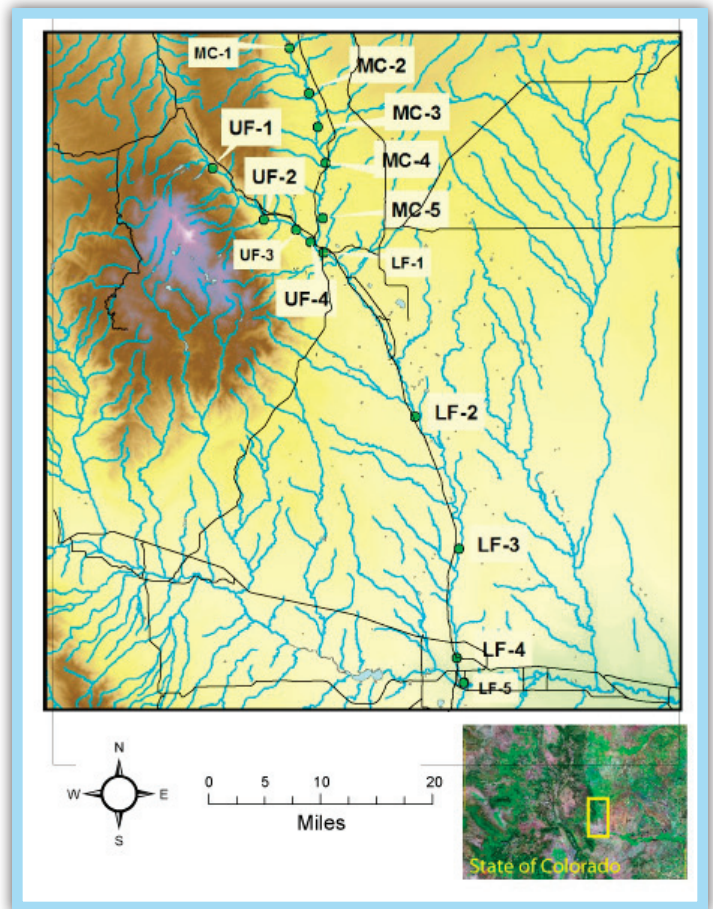 MC-1
MC-2
MC-3
UF-1
MC-4
UF-2
MC-5
UF-3
LF-1
UF-4
LF-2
LF-3
LF-4
LF-5
N
W E
S
0 5 10 20
Miles
State of Colorado